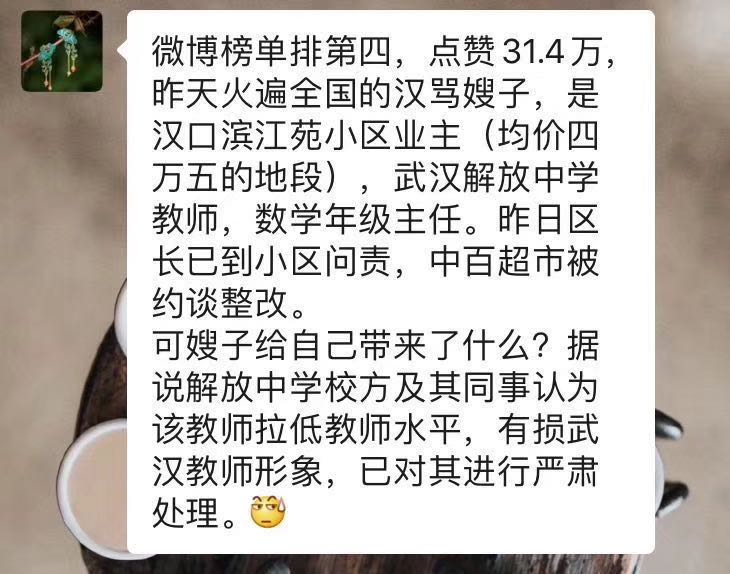 微博榜单排第四，点赞31.4万，
昨天火遍全国的汉骂嫂子，是
汉口滨江苑小区业主（均价四
万五的地段），武汉解放中学
教师，数学年级主任。昨日区
长已到小区问责，中百超市被
约谈整改。
可嫂子给自己带来了什么？据
说解放中学校方及其同事认为
该教师拉低教师水平，有损武
汉教师形象，已对其进行严肃
处理。